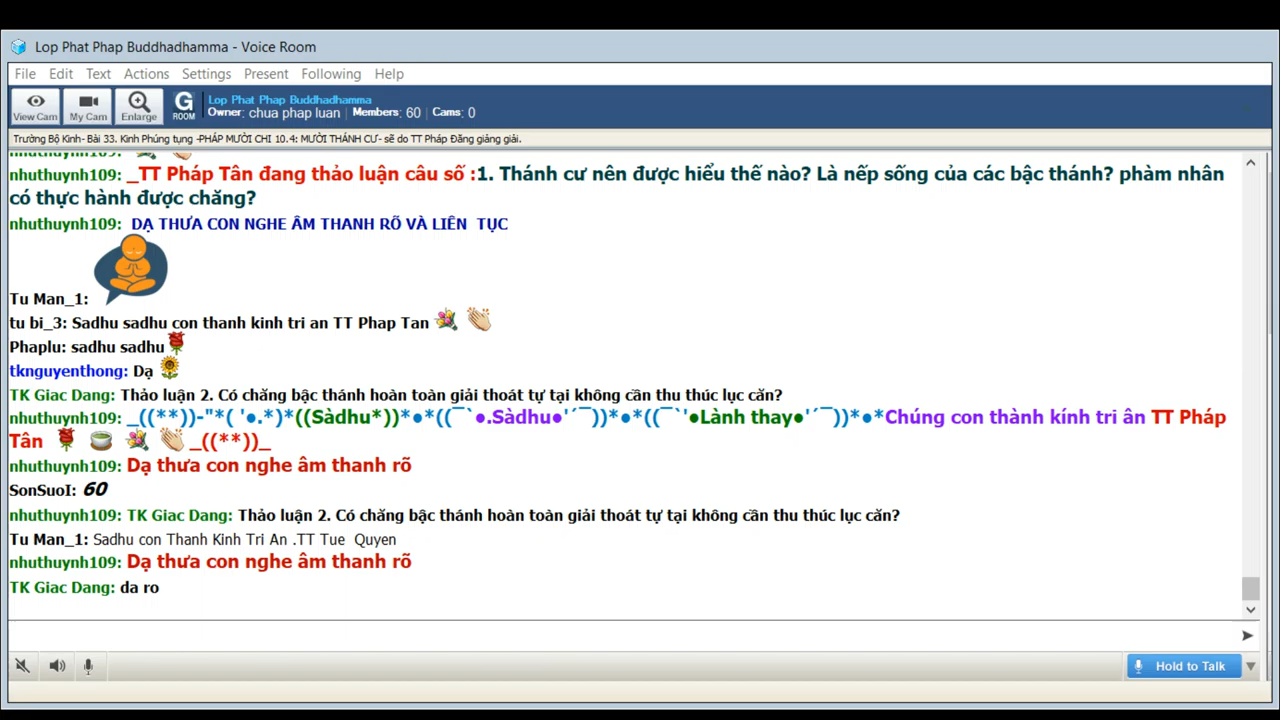 Lop Phat Phap Buddhadhamma - Voice Room
File Edit Text Actions Settings Present Following Help
View Cam My Cam Enlarge G ROOM Lop Phat Phap Buddhadhamma
Owner: chua phap luan | Members: 60 | Cams: 0
Trường Bộ Kinh- Bài 33. Kinh Phúng tụng -PHÁP MƯỜI CHI 10.4: MƯỜI THÁNH CƯ- sẽ do TT Pháp Đăng giảng giải.
nhuthuynh109:
nhuthuynh109: _TT Pháp Tân đang thảo luận câu số :1. Thánh cư nên được hiểu thế nào? Là nếp sống của các bậc thánh? phàm nhân
có thực hành được chăng?
nhuthuynh109: DẠ THƯA CON NGHE ÂM THANH RÕ VÀ LIÊN TỤC
Tu Man_1:
tu bi_3: Sadhu sadhu con thanh kinh tri an TT Phap Tan 💐 👏
Phaplu: sadhu sadhu🌹
tknguyenthong: Dạ 🌻
TK Giac Dang: Thảo luận 2. Có chăng bậc thánh hoàn toàn giải thoát tự tại không cần thu thúc lục căn?
nhuthuynh109: _((**))-"*( '●.*)*((Sàdhu*))*●*((¯`●.Sàdhu●'´¯))*●*((¯`'●Lành thay●'´¯))*●*Chúng con thành kính tri ân TT Pháp
Tân 🌹 🍵 💐 👏 _((**))_
nhuthuynh109: Dạ thưa con nghe âm thanh rõ
SonSuoI: 60
nhuthuynh109: TK Giac Dang: Thảo luận 2. Có chăng bậc thánh hoàn toàn giải thoát tự tại không cần thu thúc lục căn?
Tu Man_1: Sadhu con Thanh Kinh Tri An .TT Tue Quyen
nhuthuynh109: Dạ thưa con nghe âm thanh rõ
TK Giac Dang: da ro
Hold to Talk